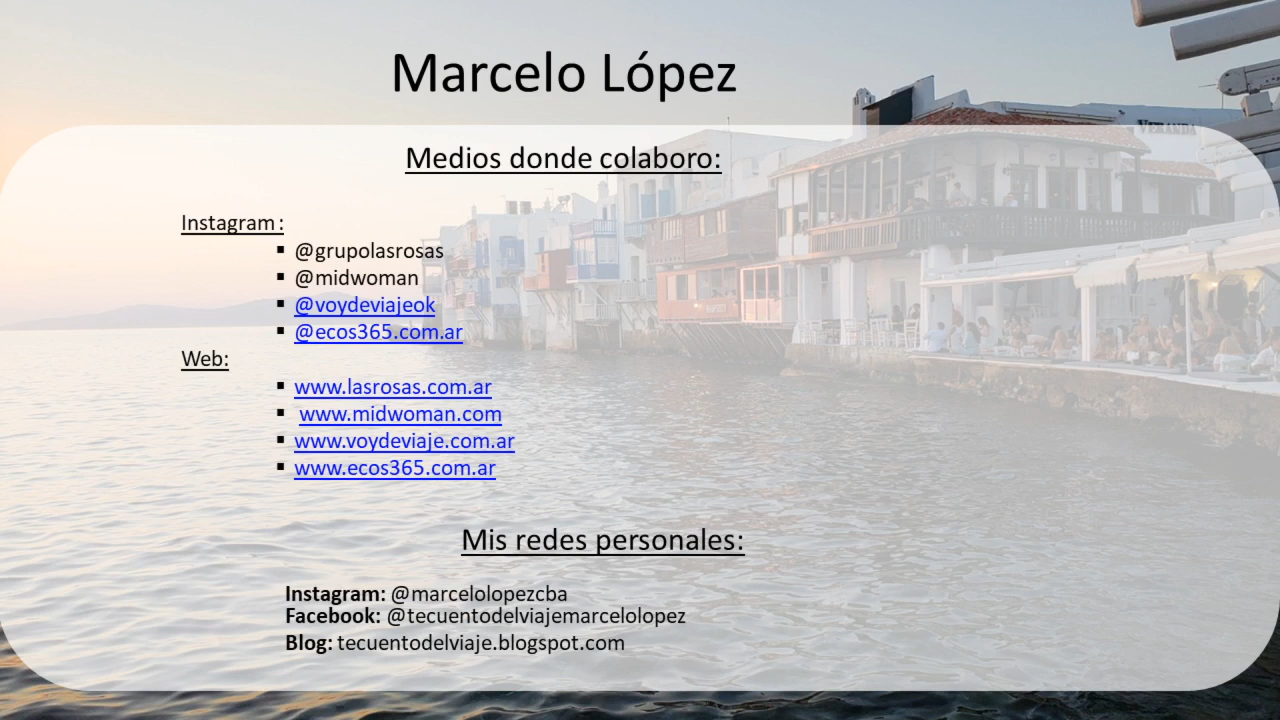 Marcelo López
VERANDA
Medios donde colaboro:
Instagram :
▪ @grupolasrosas
▪ @midwoman
▪ @voydeviajeok
▪ @ecos365.com.ar
Web:
▪ www.lasrosas.com.ar
▪ www.midwoman.com
▪ www.voydeviaje.com.ar
▪ www.ecos365.com.ar
Mis redes personales:
Instagram: @marcelolopezcba
Facebook: @tecuentodelviajemarcelolopez
Blog: tecuentodelviaje.blogspot.com